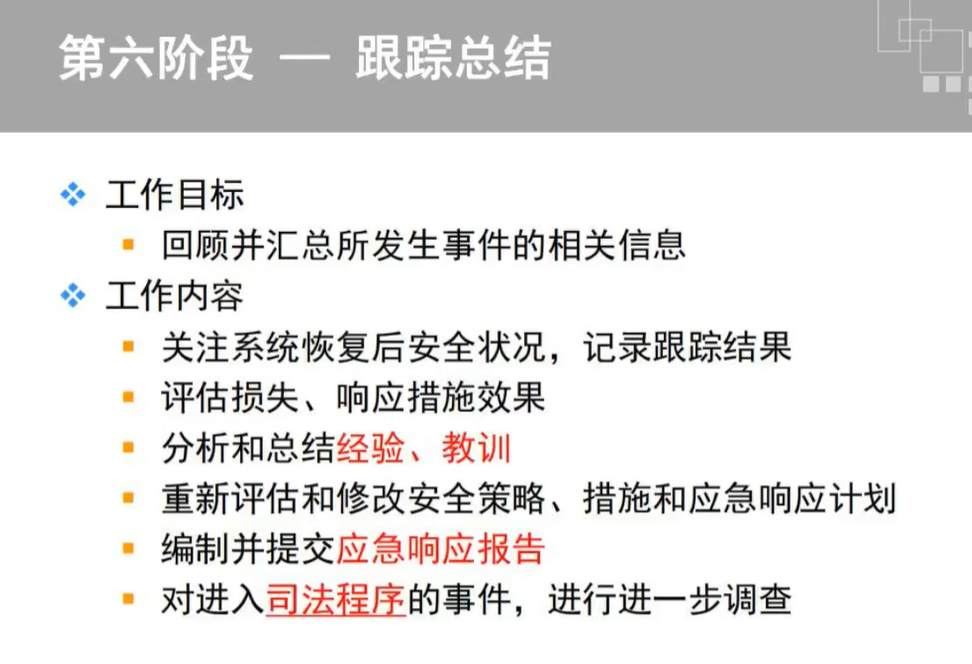 第六阶段 — 跟踪总结
工作目标
回顾并汇总所发生事件的相关信息
工作内容
关注系统恢复后安全状况，记录跟踪结果
评估损失、响应措施效果
分析和总结经验、教训
重新评估和修改安全策略、措施和应急响应计划
编制并提交应急响应报告
对进入司法程序的事件，进行进一步调查